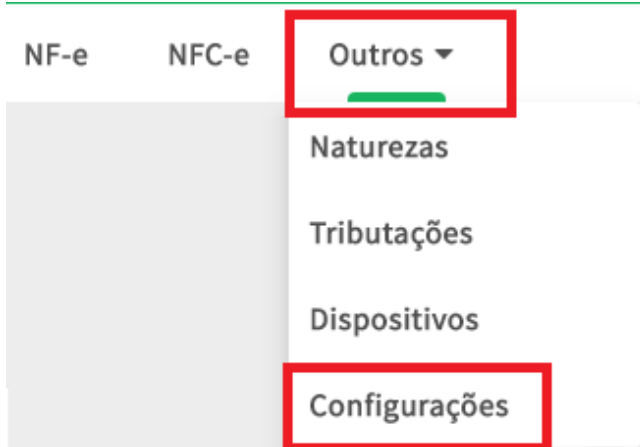 NF-e NFC-e Outros
Naturezas
Tributações
Dispositivos
Configurações